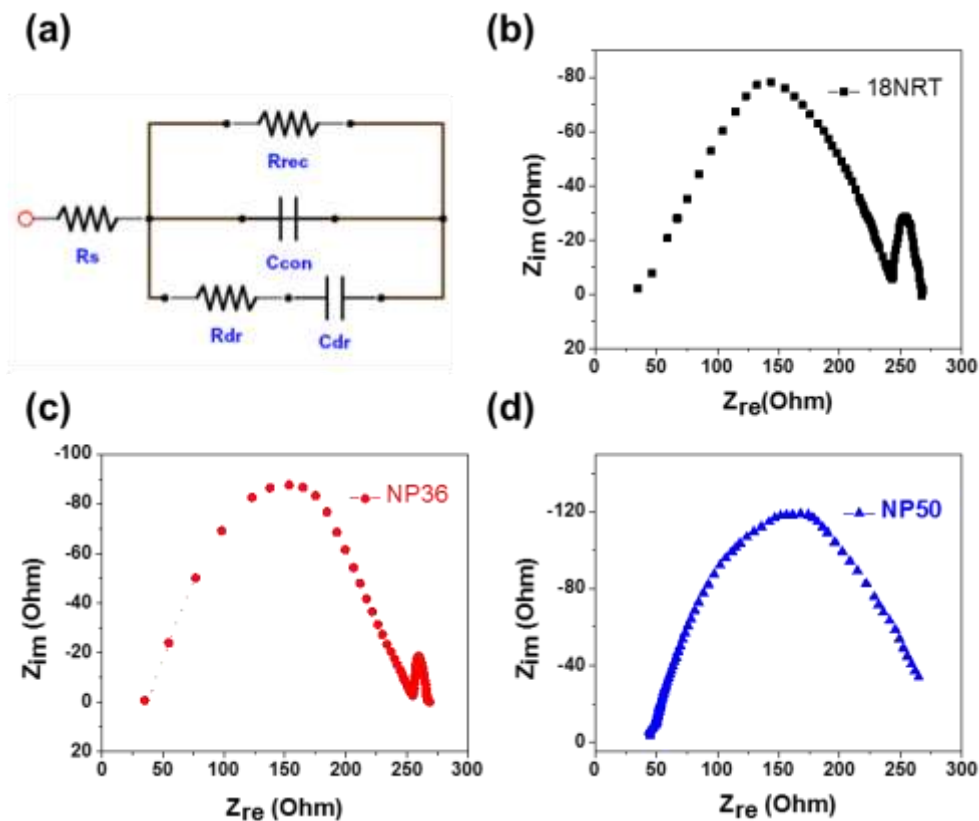 (a)
Rrec
Rs
Ccon
Rdr
Cdr
(b)
-80
-60
-40
-20
0
20
Zim (Ohm)
18NRT
0
50
100
150
200
250
300
Zre(Ohm)
(c)
-100
-80
-60
-40
-20
0
20
Zim (Ohm)
NP36
0
50
100
150
200
250
300
Zre (Ohm)
(d)
-120
-80
-40
0
Zim (Ohm)
NP50
0
50
100
150
200
250
300
Zre (Ohm)